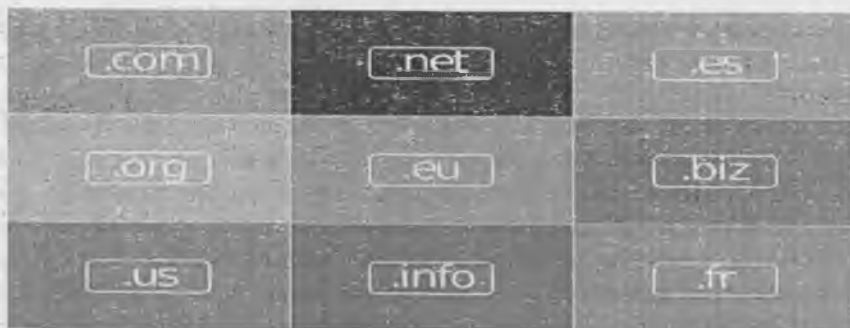 .com .net .es
.org .eu .biz
.us .info .fr